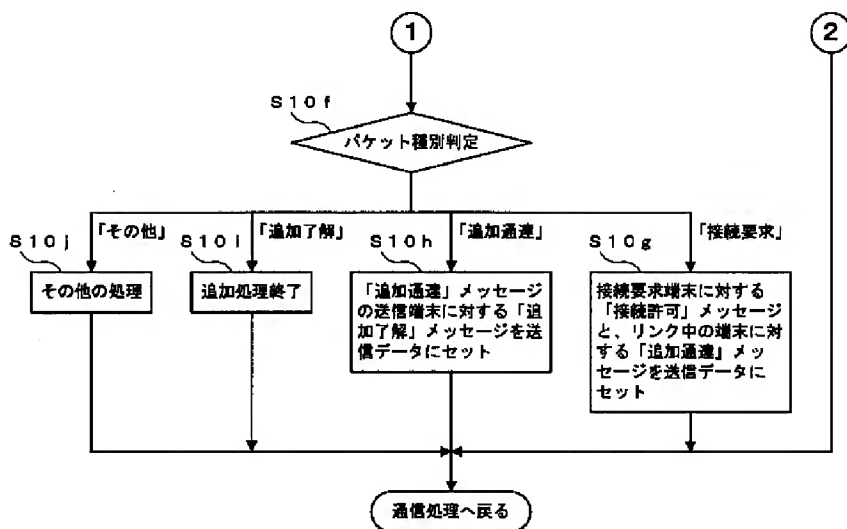 1
2
S10f
パケット種別判定
「その他」
「追加了解」
「追加通達」
「接続要求」
S10j
S10i
S10h
S10g
その他の処理
追加処理終了
「追加通達」メッセージ
の送信端末に対する「追
加了解」メッセージを送
信データにセット
接続要求端末に対する
「接続許可」メッセージ
と、リンク中の端末に対
する「追加通達」メッ
セージを送信データに
セット
通信処理へ戻る